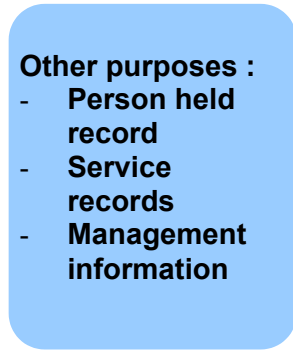 Other purposes :
- Person held
record
- Service
records
- Management
information